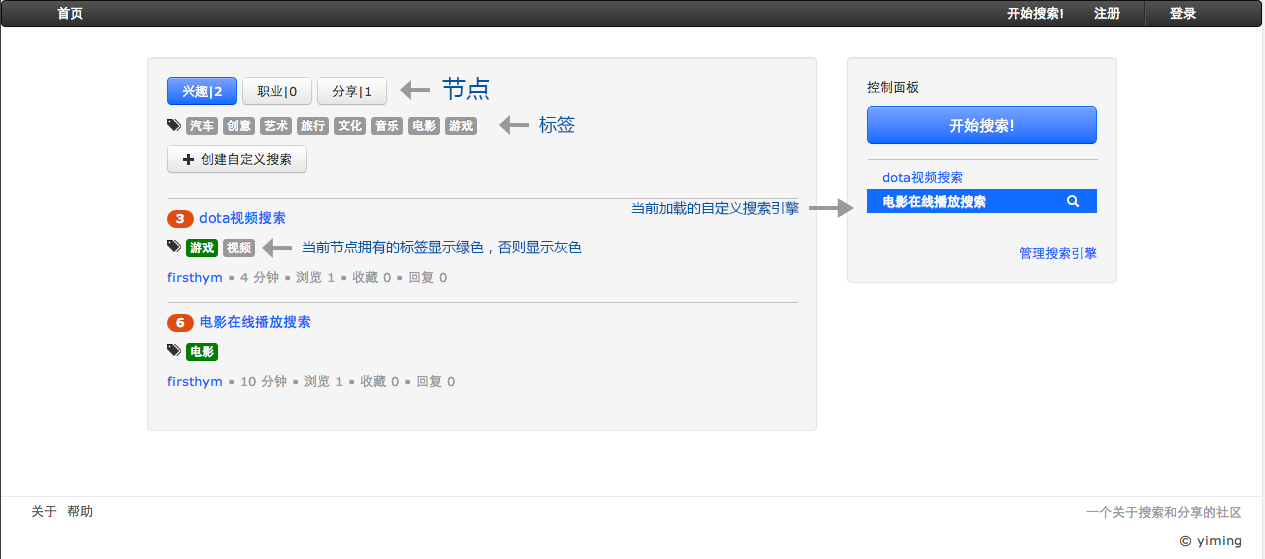 首页 开始搜索! 注册 登录
兴趣|2 职业|0 分享|1 节点
汽车 创意 艺术 旅行 文化 音乐 电影 游戏 标签
创建自定义搜索
3 dota视频搜索
游戏 视频 当前节点拥有的标签显示绿色，否则显示灰色
firsthym • 4 分钟 • 浏览 1 • 收藏 0 • 回复 0
6 电影在线播放搜索
电影
firsthym • 10 分钟 • 浏览 1 • 收藏 0 • 回复 0
当前加载的自定义搜索引擎
控制面板
开始搜索!
dota视频搜索
电影在线播放搜索
管理搜索引擎
关于 帮助
一个关于搜索和分享的社区
© yiming